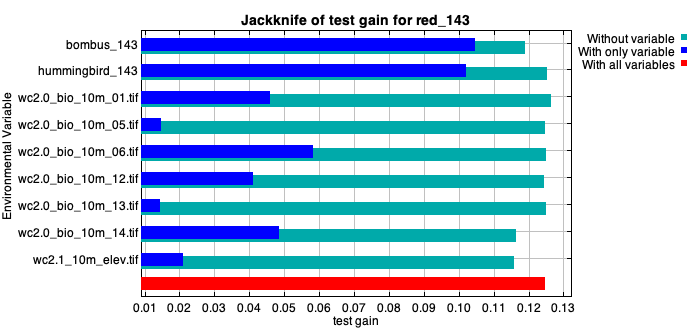 Jackknife of test gain for red_143
Environmental Variable
bombus_143
hummingbird_143
wc2.0_bio_10m_01.tif
wc2.0_bio_10m_05.tif
wc2.0_bio_10m_06.tif
wc2.0_bio_10m_12.tif
wc2.0_bio_10m_13.tif
wc2.0_bio_10m_14.tif
wc2.1_10m_elev.tif
Without variable
With only variable
With all variables
0.01 0.02 0.03 0.04 0.05 0.06 0.07 0.08 0.09 0.10 0.11 0.12 0.13
test gain